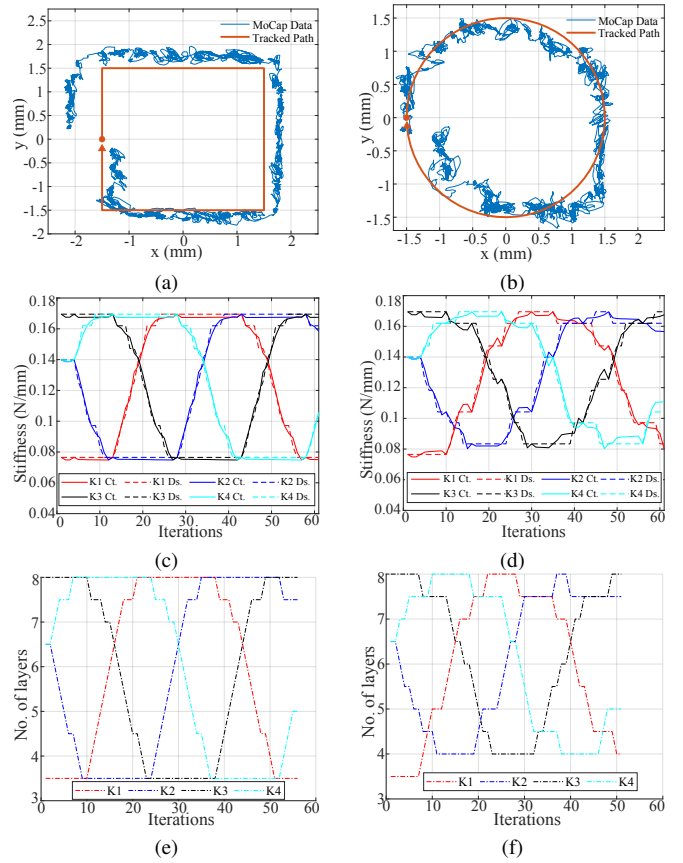 MoCap Data
Tracked Path
2.5
2
1.5
1
0.5
0
-0.5
-1
-1.5
-2
y (mm)
-2 -1 0 1 2
x (mm)
(a)
MoCap Data
Tracked Path
1.5
1
0.5
0
-0.5
-1
-1.5
y (mm)
-1.5 -1 -0.5 0 0.5 1 1.5 2
x (mm)
(b)
0.18
0.14
0.1
0.08
0.06
0.04
Stiffness (N/mm)
K1 Ct. K1 Ds. K2 Ct. K2 Ds.
K3 Ct. K3 Ds. K4 Ct. K4 Ds.
0 10 20 30 40 50 60
Iterations
(c)
0.18
0.16
0.14
0.12
0.1
0.08
0.06
0.04
Stiffness (N/mm)
K1 Ct. K1 Ds. K2 Ct. K2 Ds.
K3 Ct. K3 Ds. K4 Ct. K4 Ds.
0 10 20 30 40 50 60
Iterations
(d)
8
7
6
5
4
3
No. of layers
K1 K2 K3 K4
0 10 20 30 40 50 60
Iterations
(e)
8
7
6
5
4
3
No. of layers
K1 K2 K3 K4
0 10 20 30 40 50 60
Iterations
(f)